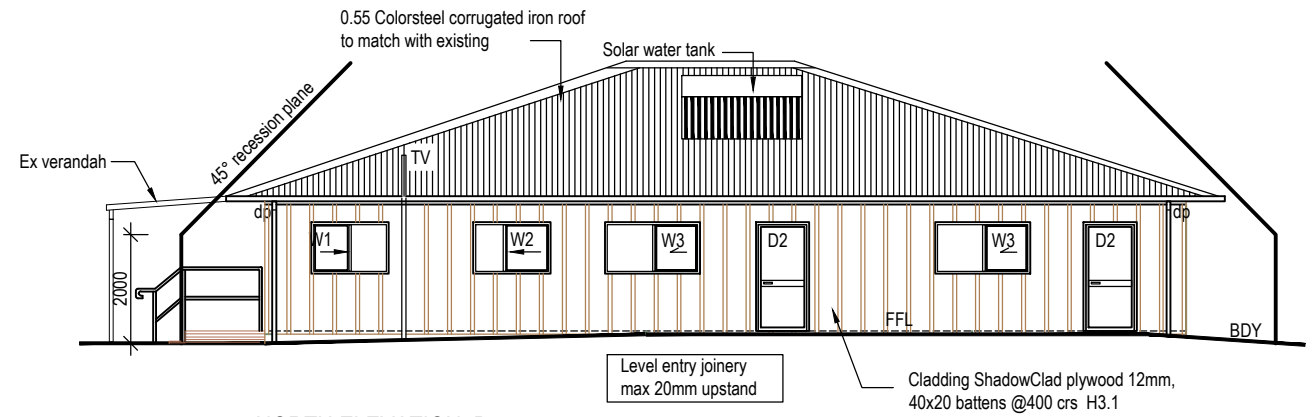 0.55 Colorsteel corrugated iron roof
to match with existing
Solar water tank
45° recession plane
Ex verandah
TV
dp
dp
W1
W2
W3
D2
W3
D2
2000
FFL
BDY
Level entry joinery
max 20mm upstand
Cladding ShadowClad plywood 12mm,
40x20 battens @400 crs H3.1